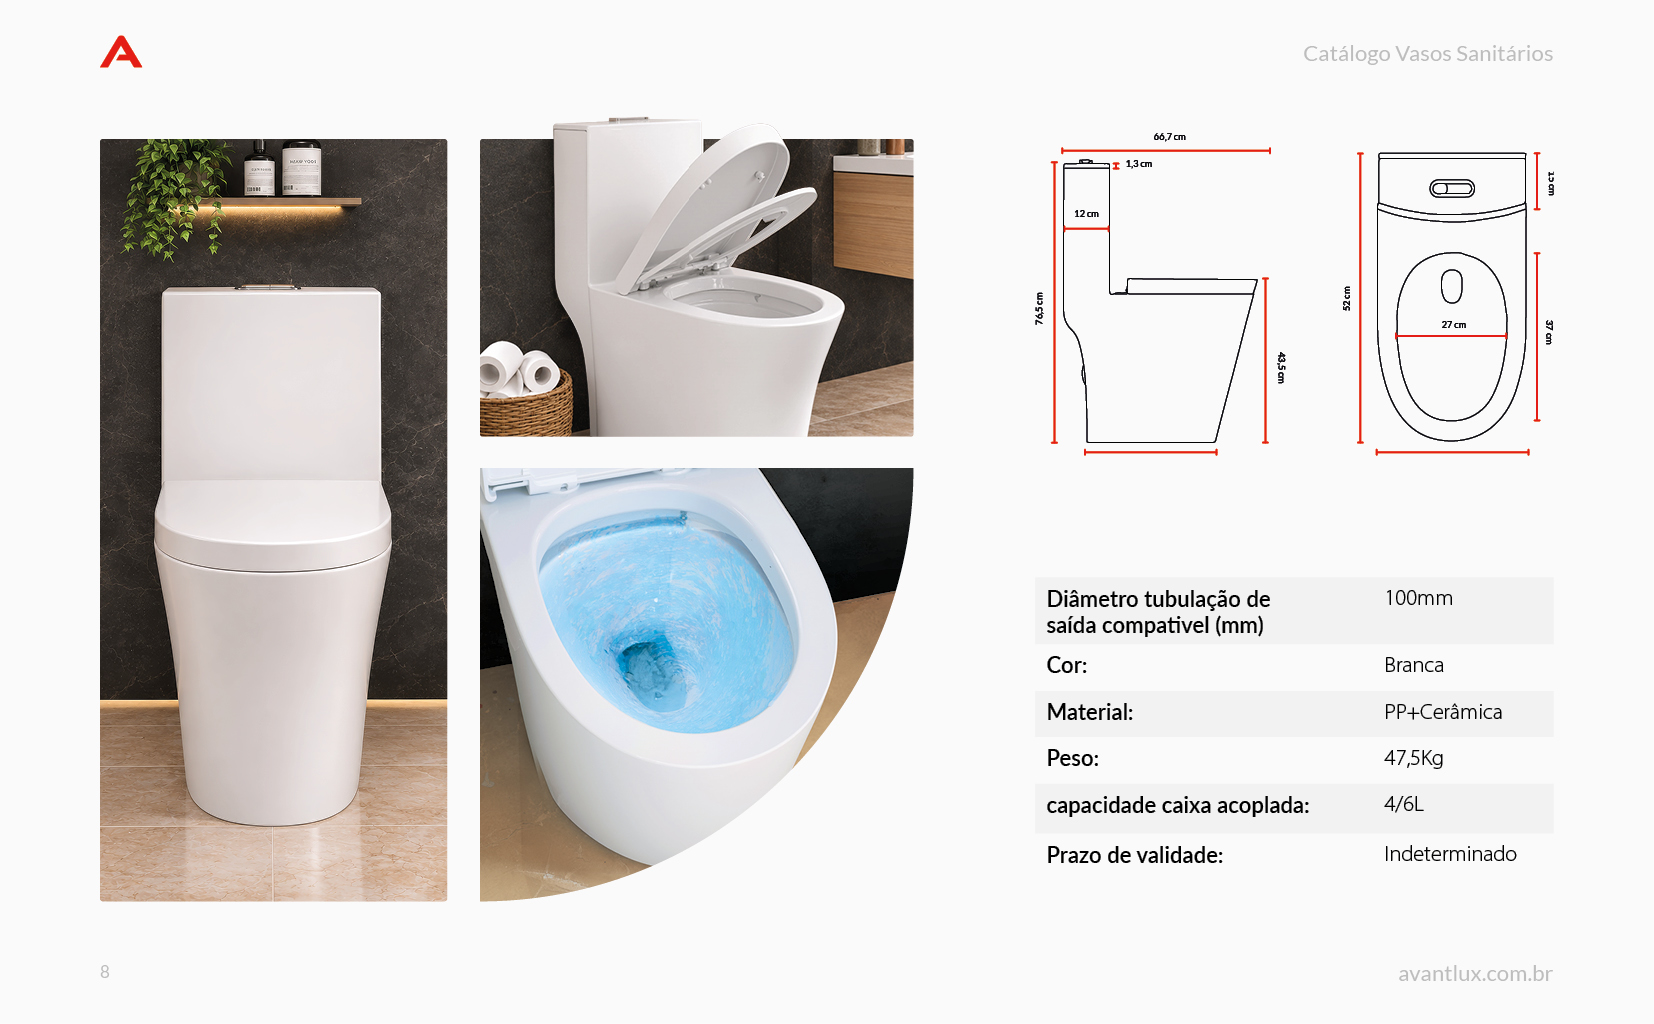 Catálogo Vasos Sanitários
66,7 cm
1,3 cm
12 cm
76,5 cm
43,5 cm
15 cm
52 cm
27 cm
37 cm
Diâmetro tubulação de
saída compativel (mm)
100mm
Cor:
Branca
Material:
PP+Cerâmica
Peso:
47,5Kg
capacidade caixa acoplada:
4/6L
Prazo de validade:
Indeterminado
8
avantlux.com.br